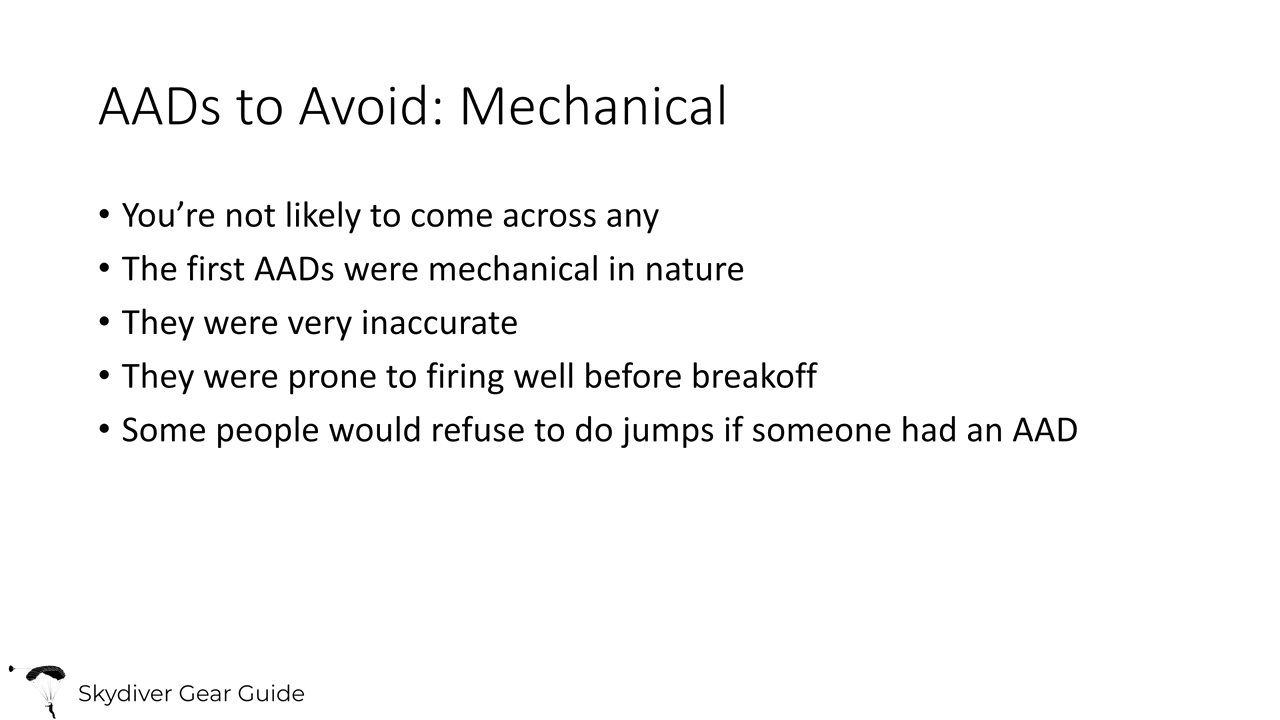 AADs to Avoid: Mechanical
• You’re not likely to come across any
• The first AADs were mechanical in nature
• They were very inaccurate
• They were prone to firing well before breakoff
• Some people would refuse to do jumps if someone had an AAD
Skydiver Gear Guide